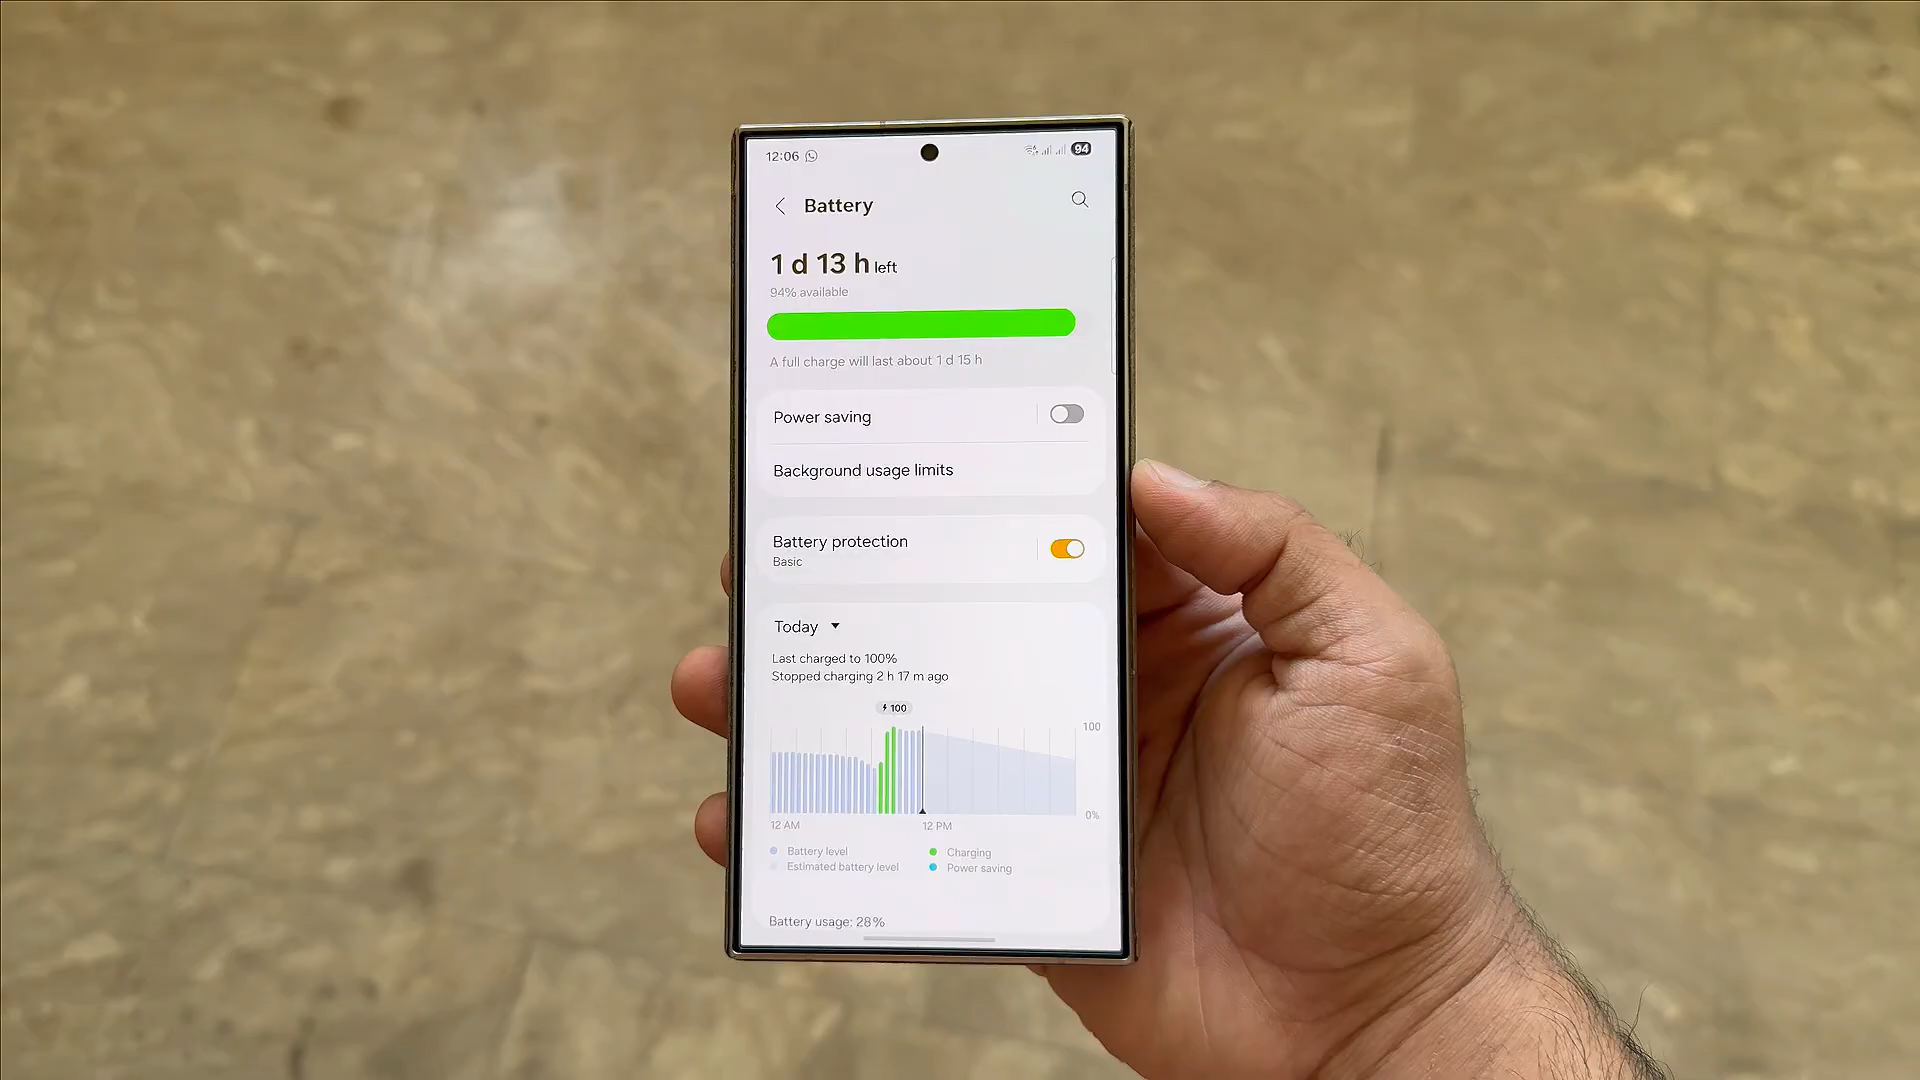 12:06
94
Battery
1 d 13 h left
94% available
A full charge will last about 1 d 15 h
Power saving
Background usage limits
Battery protection
Basic
Today
Last charged to 100%
Stopped charging 2 h 17 m ago
100
100
0%
12 AM 12 PM
Battery level Charging
Estimated battery level Power saving
Battery usage: 28%